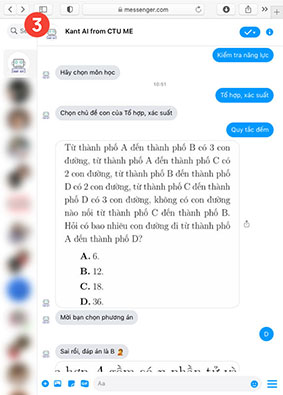 messenger.com
3
Kant AI from CTU ME
Kiểm tra năng lực
Hãy chọn môn học
10:51
Tổ hợp, xác suất
Chọn chủ đề con của Tổ hợp, xác suất
Quy tắc đếm
Từ thành phố A đến thành phố B có 3 con
đường, từ thành phố A đến thành phố C có
2 con đường, từ thành phố B đến thành phố
D có 2 con đường, từ thành phố C đến thành
phố D có 3 con đường, không có con đường
nào nối từ thành phố C đến thành phố B.
Hỏi có bao nhiêu con đường đi từ thành phố
A đến thành phố D?
A. 6.
B. 12.
C. 18.
D. 36.
Mời bạn chọn phương án
D
Sai rồi, đáp án là B
Aa